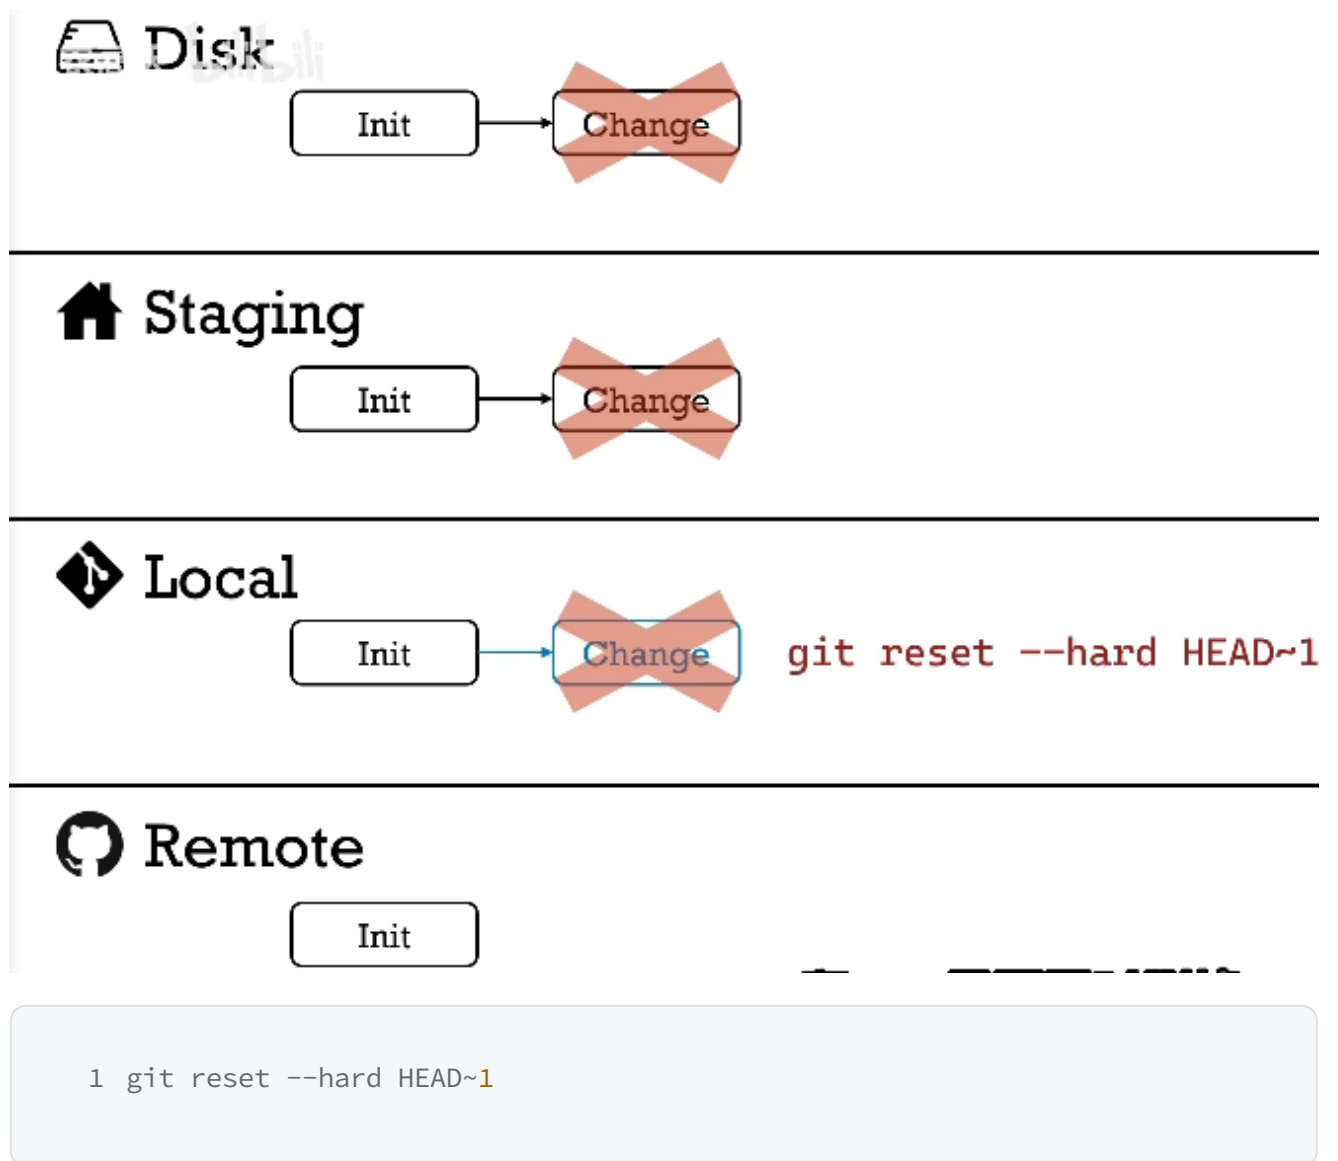 Disk
bilibili
Init
Change
Staging
Init
Change
Local
Init
Change
git reset --hard HEAD~1
Remote
Init
1 git reset --hard HEAD~1